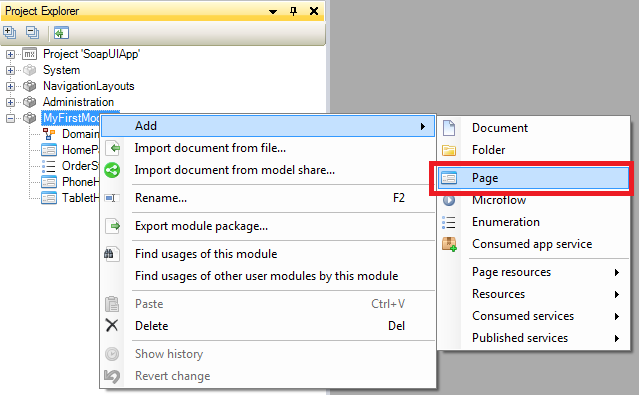 Project Explorer
mx Project 'SoapUIApp'
System
NavigationLayouts
Administration
MyFirstMo
Domain
HomeP
OrderS
PhoneH
TabletH
Add
Import document from file...
Import document from model share...
Rename... F2
Export module package...
Find usages of this module
Find usages of other user modules by this module
Paste Ctrl+V
Delete Del
Show history
Revert change
Document
Folder
Page
Microflow
Enumeration
Consumed app service
Page resources
Resources
Consumed services
Published services